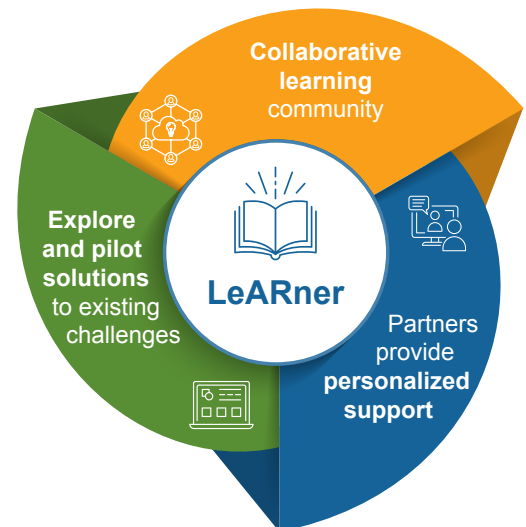 Collaborative
learning
community
Explore
and pilot
solutions
to existing
challenges
LeARner
Partners
provide
personalized
support